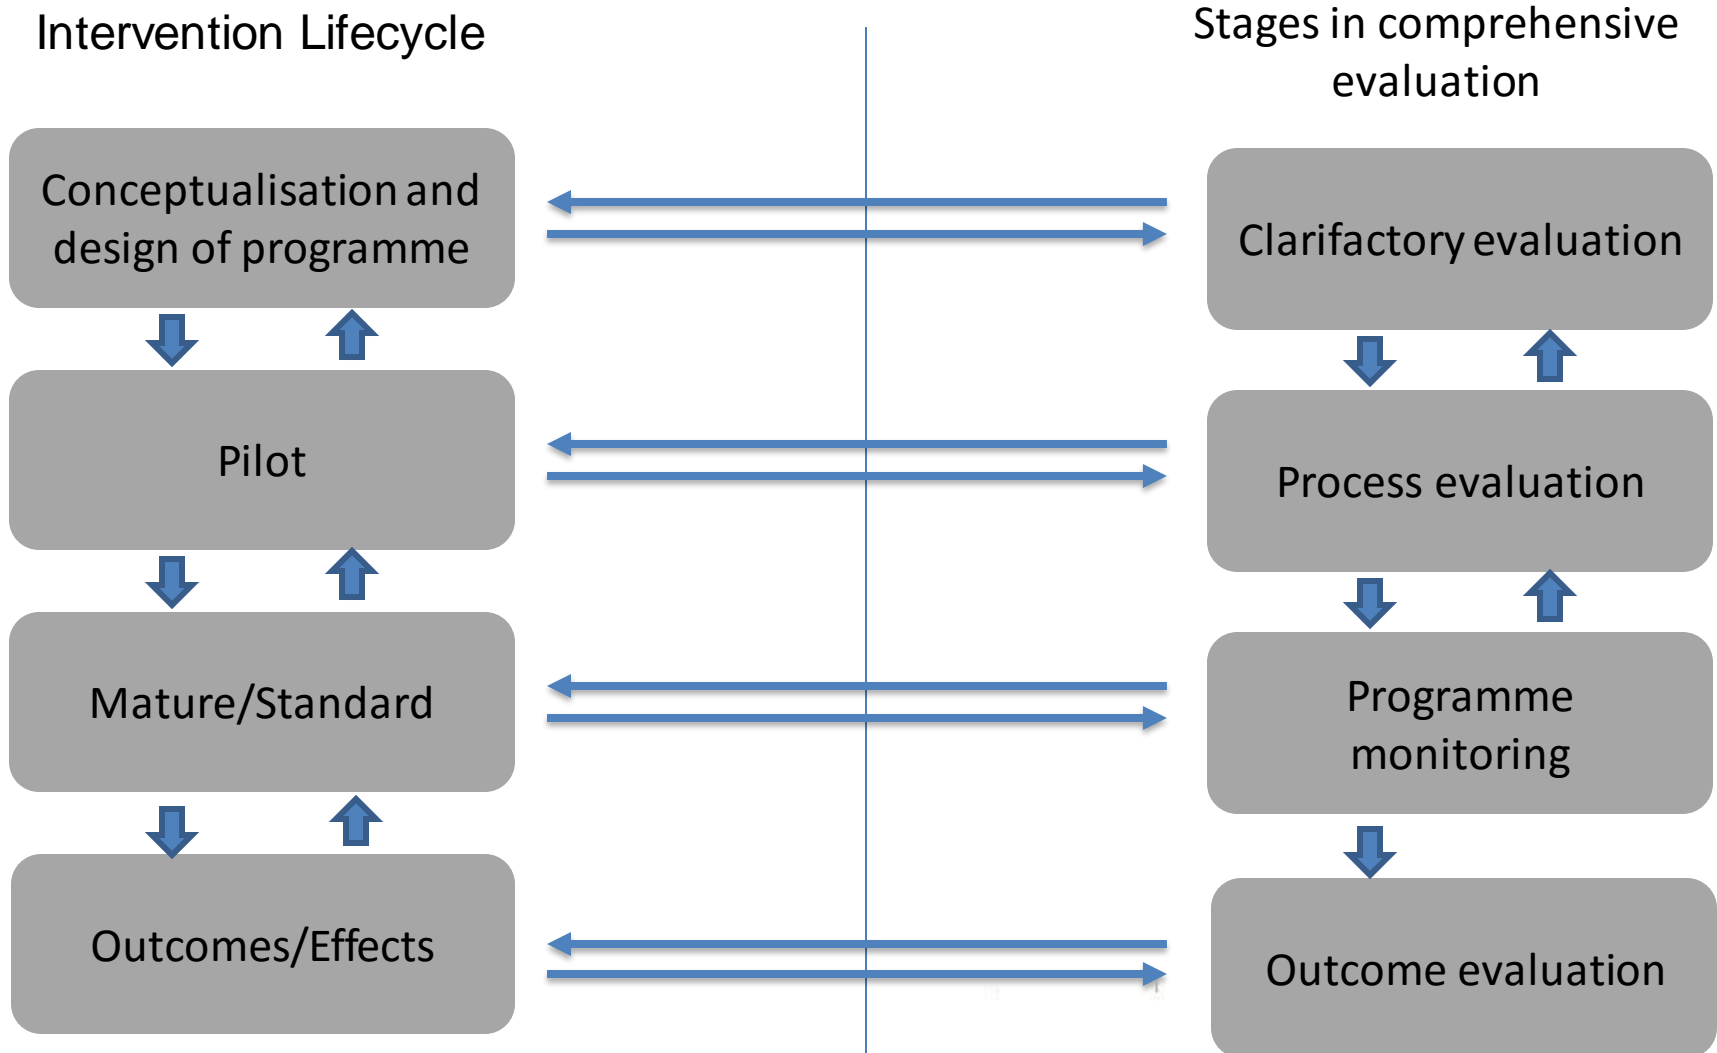 Intervention Lifecycle
Stages in comprehensive
evaluation
Conceptualisation and
design of programme
Clarifactory evaluation
Pilot
Process evaluation
Mature/Standard
Programme
monitoring
Outcomes/Effects
Outcome evaluation